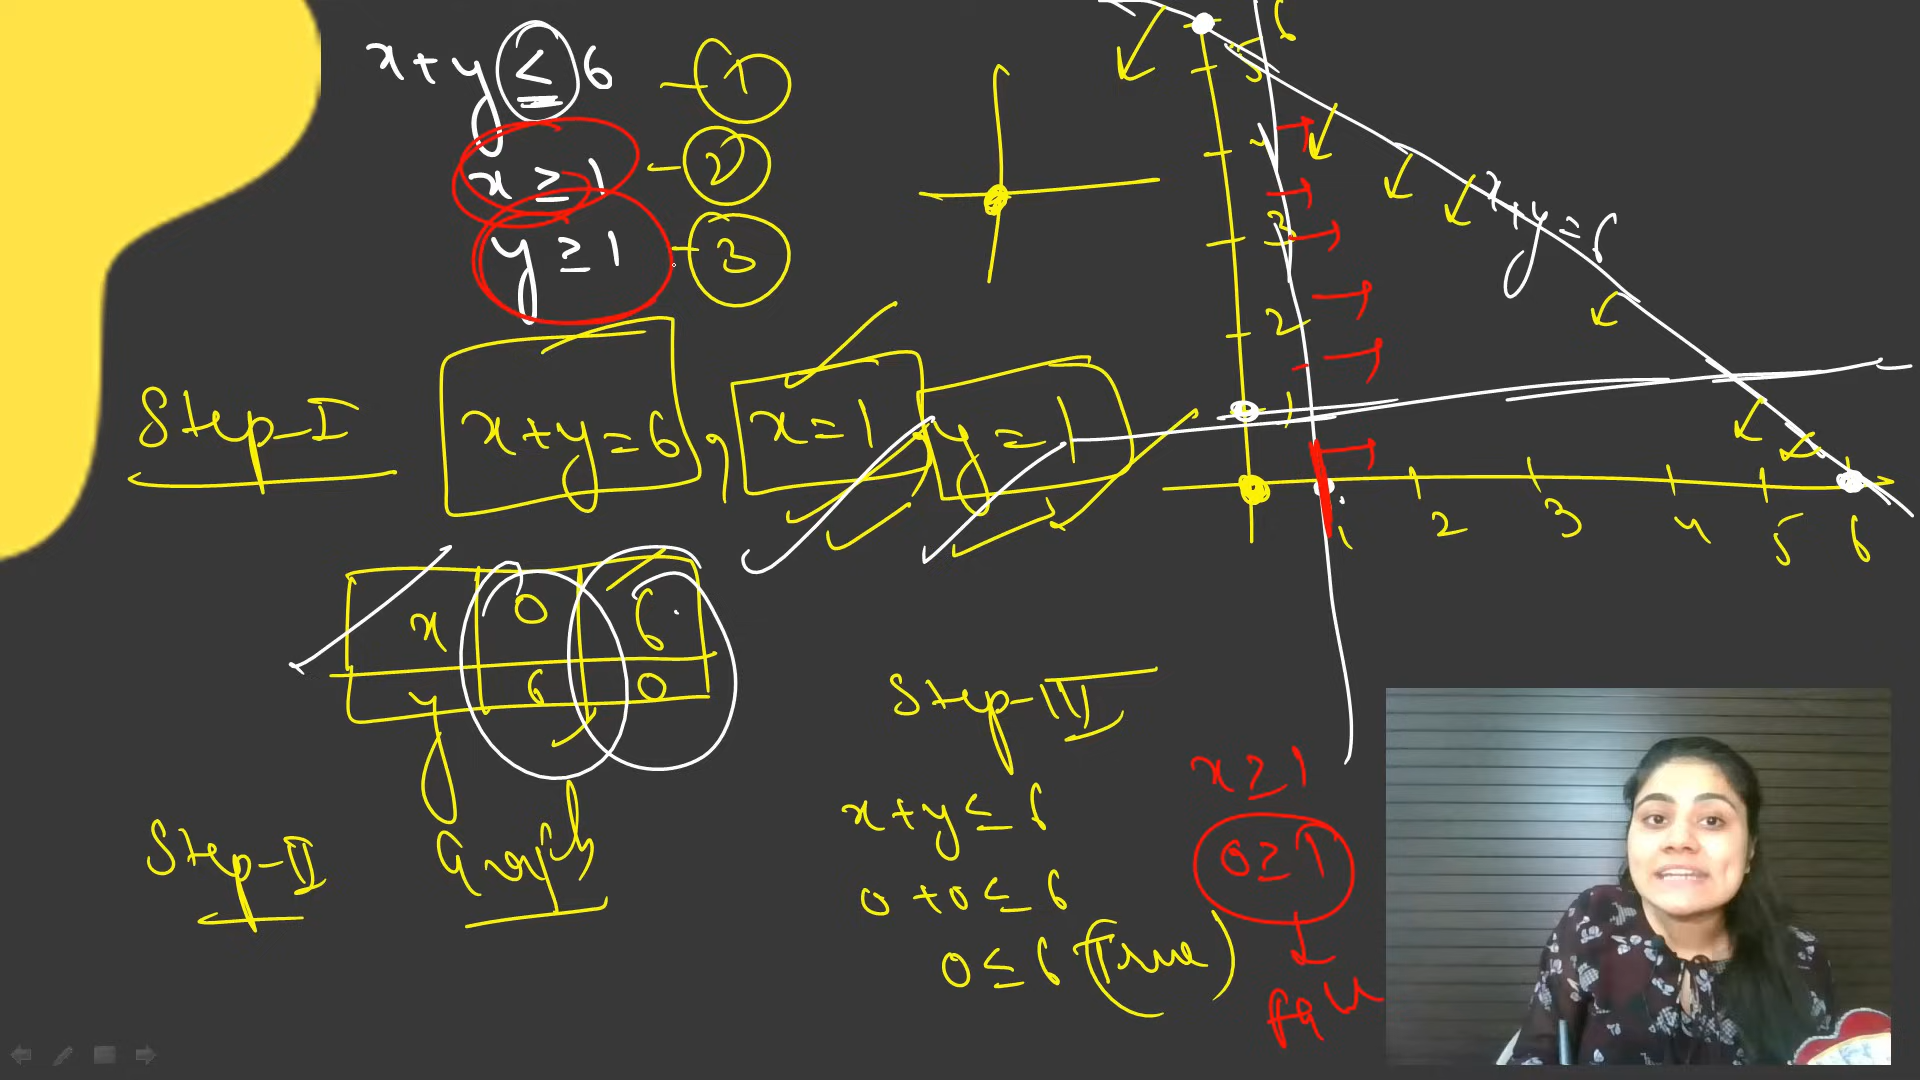 x+y≤6 - 1
x≥1 - 2
y≥1 - 3
Step-I x+y=6, x=1 y=1
x 0 6
y 6 0
Step-II Graph
Step-III
x+y≤6
0+0≤6
0≤6 (True)
x≥1
0≥1
6
5
4
3
2
1
x+y=6
1 2 3 4 5 6